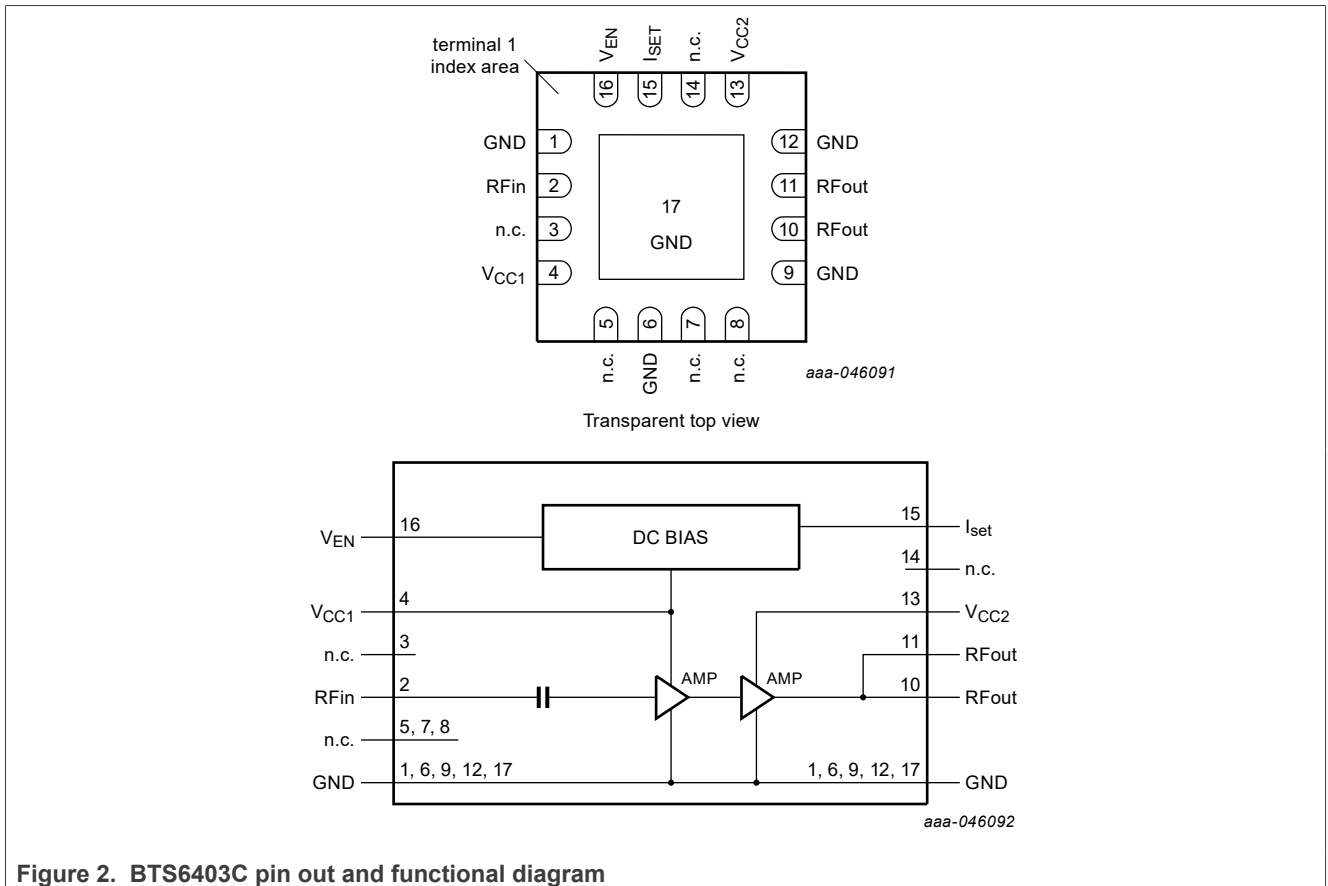 terminal 1
index area
VEN
ISET
n.c.
VCC2
16
15
14
13
GND 1
12 GND
RFin 2
11 RFout
17
n.c. 3
10 RFout
GND
VCC1 4
9 GND
5
6
7
8
n.c.
GND
n.c.
n.c.
aaa-046091
Transparent top view
VEN 16
DC BIAS
15 Iset
14 n.c.
VCC1 4
13 VCC2
n.c. 3
11 RFout
AMP
AMP
RFin 2
10 RFout
n.c. 5, 7, 8
GND 1, 6, 9, 12, 17
1, 6, 9, 12, 17 GND
aaa-046092
Figure 2. BTS6403C pin out and functional diagram